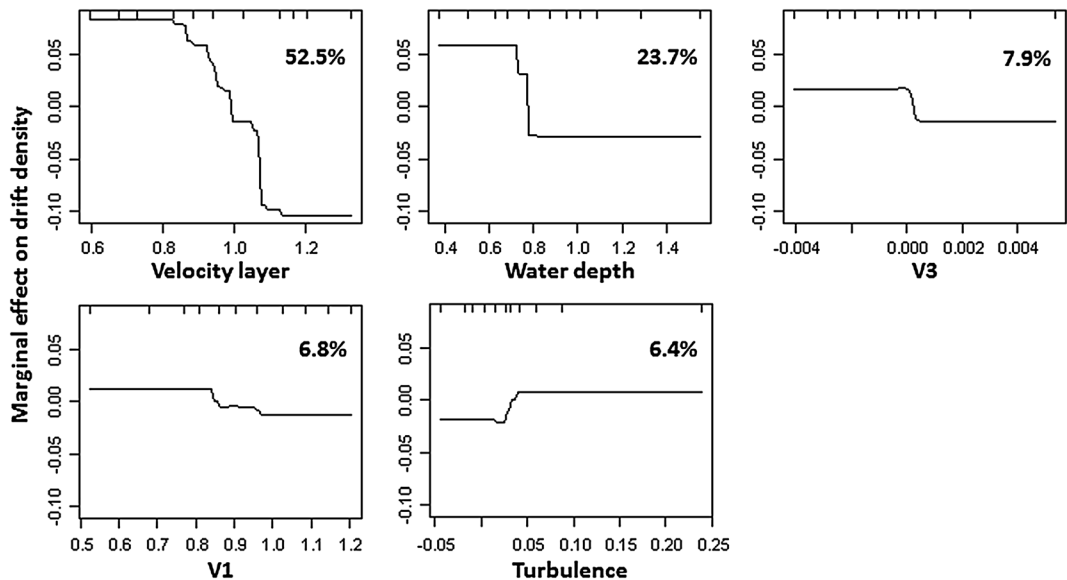 Marginal effect on drift density
52.5%
0.05
0.00
-0.05
-0.10
0.6 0.8 1.0 1.2
Velocity layer
23.7%
0.05
0.00
-0.05
-0.10
0.4 0.6 0.8 1.0 1.2 1.4
Water depth
7.9%
0.05
0.00
-0.05
-0.10
-0.004 0.000 0.002 0.004
V3
6.8%
0.05
0.00
-0.05
-0.10
0.5 0.6 0.7 0.8 0.9 1.0 1.1 1.2
V1
6.4%
0.05
0.00
-0.05
-0.10
-0.05 0.05 0.10 0.15 0.20 0.25
Turbulence